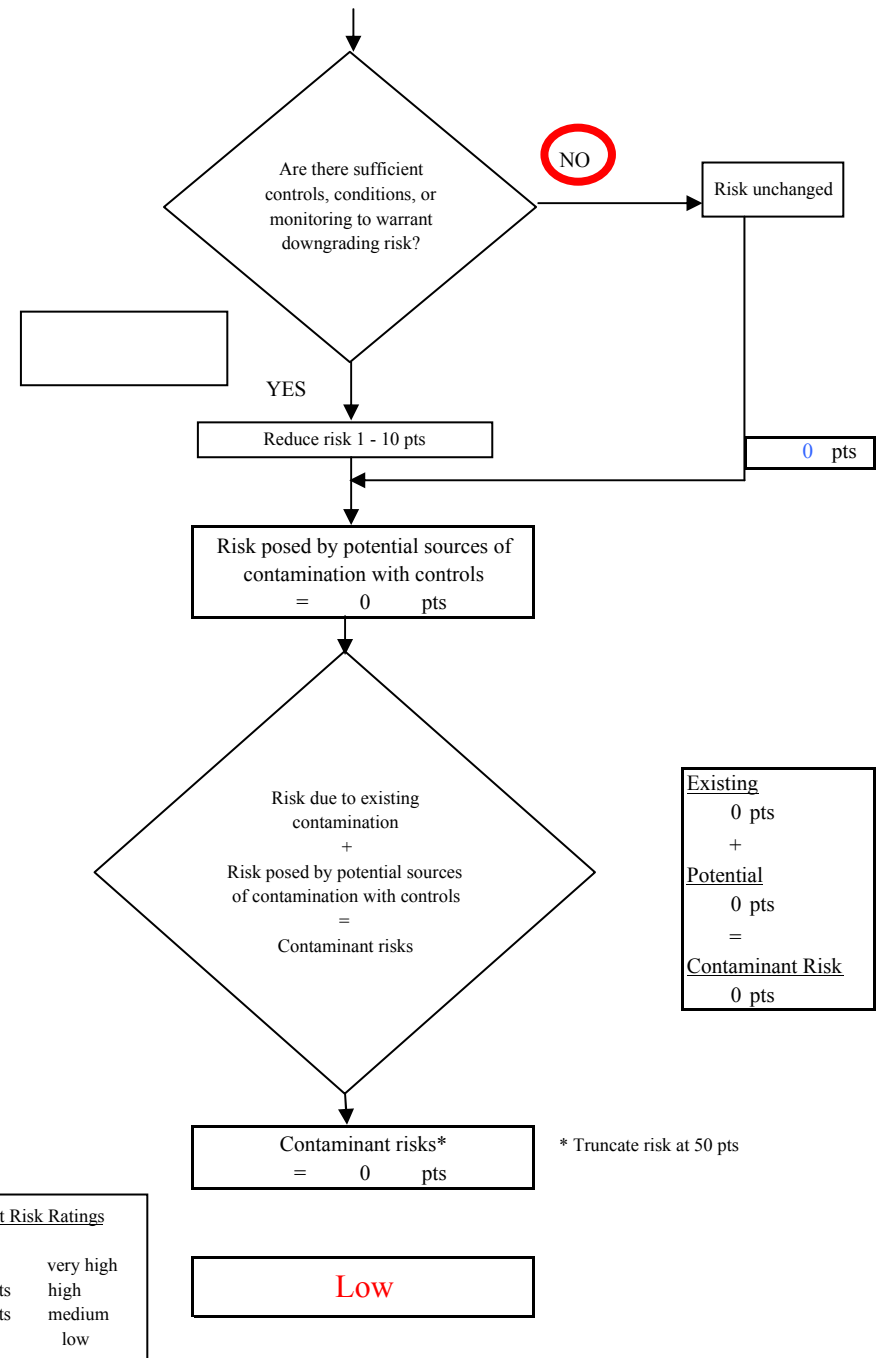 Are there sufficient
controls, conditions, or
monitoring to warrant
downgrading risk?
NO
Risk unchanged
YES
Reduce risk 1 - 10 pts
0 pts
Risk posed by potential sources of
contamination with controls
= 0 pts
Risk due to existing
contamination
+
Risk posed by potential sources
of contamination with controls
=
Contaminant risks
Existing
0 pts
+
Potential
0 pts
=
Contaminant Risk
0 pts
Contaminant risks*
= 0 pts
* Truncate risk at 50 pts
Risk Ratings
very high
high
medium
low
Low